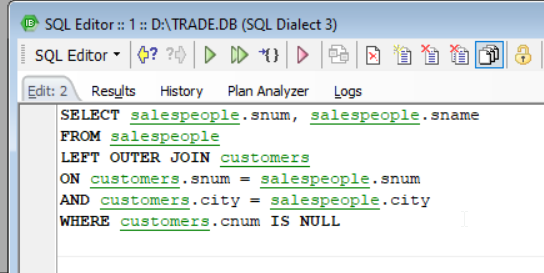 SQL Editor :: 1 :: D:\TRADE.DB (SQL Dialect 3)
SQL Editor
Edit: 2 Results History Plan Analyzer Logs
SELECT salespeople.snum, salespeople.sname
FROM salespeople
LEFT OUTER JOIN customers
ON customers.snum = salespeople.snum
AND customers.city = salespeople.city
WHERE customers.cnum IS NULL